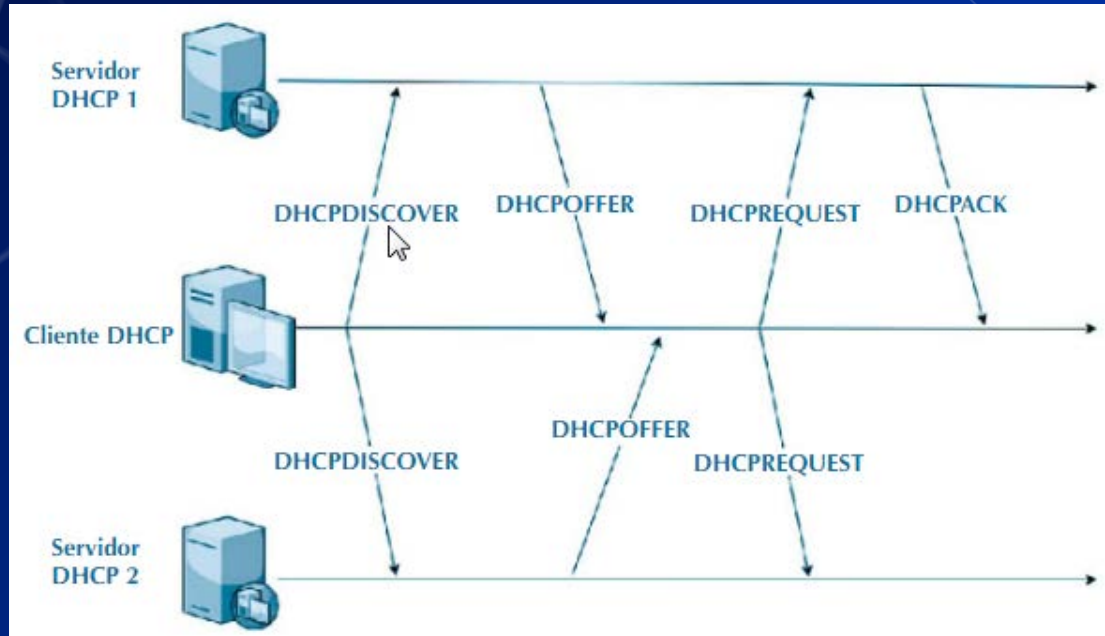 Servidor
DHCP 1
DHCPDISCOVER
DHCPOFFER
DHCPREQUEST
DHCPACK
Cliente DHCP
DHCPOFFER
DHCPDISCOVER
DHCPREQUEST
Servidor
DHCP 2